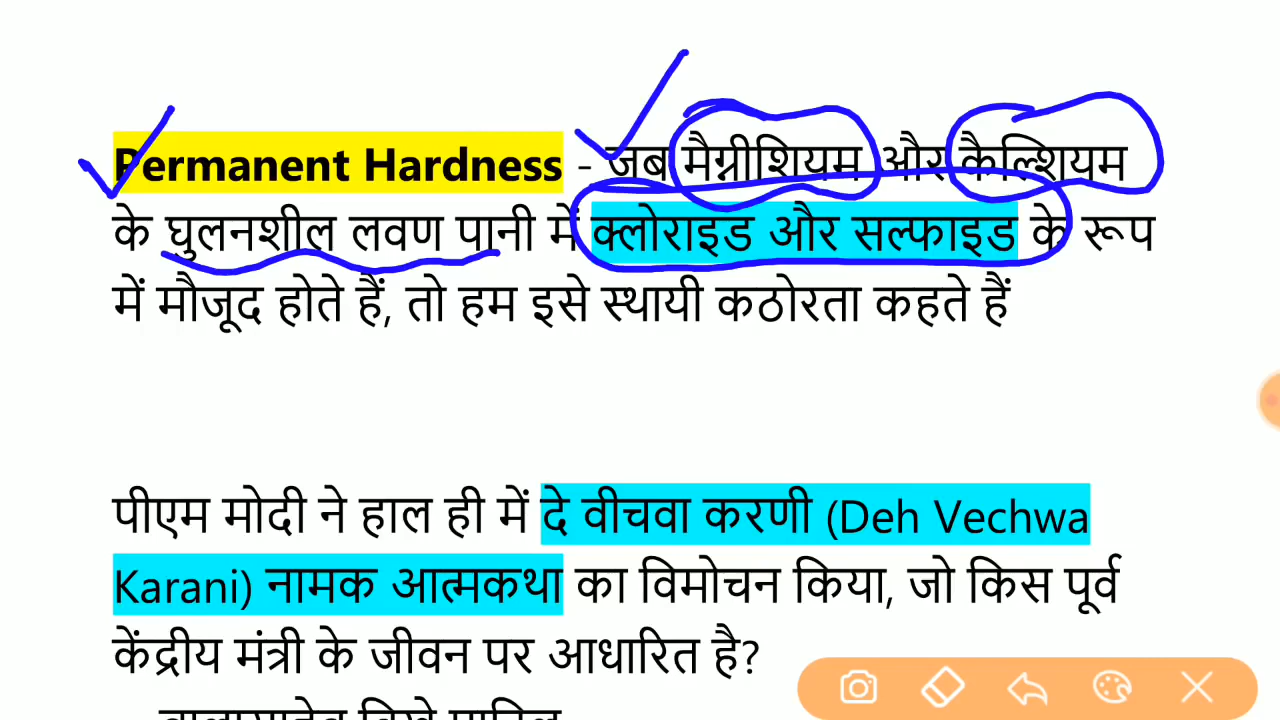 Permanent Hardness - जब मैग्नीशियम और कैल्शियम
के घुलनशील लवण पानी में क्लोराइड और सल्फाइड के रूप
में मौजूद होते हैं, तो हम इसे स्थायी कठोरता कहते हैं
पीएम मोदी ने हाल ही में दे वीचवा करणी (Deh Vechwa
Karani) नामक आत्मकथा का विमोचन किया, जो किस पूर्व
केंद्रीय मंत्री के जीवन पर आधारित है?